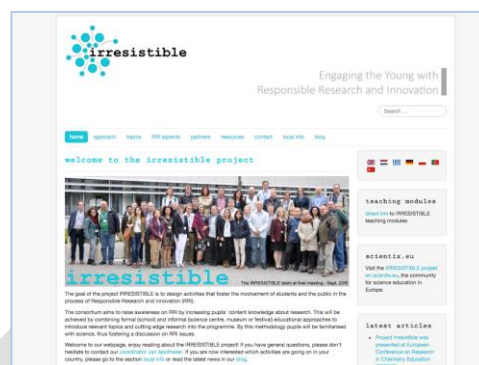 irresistible
Engaging the Young with
Responsible Research and Innovation
Search ...
home approach topics RRI aspects partners resources contact local info blog
welcome to the irresistible project
irresistible
The IRRESISTIBLE team at final meeting - Sept. 2016
The goal of the project IRRESISTIBLE is to design activities that foster the involvement of students and the public in the
process of Responsible Research and Innovation (RRI).
The consortium aims to raise awareness on RRI by increasing pupils' content knowledge about research. This will be
achieved by combining formal (school) and informal (science centre, museum or festival) educational approaches to
introduce relevant topics and cutting edge research into the programme. By this methodology pupils will be familiarised
with science, thus fostering a discussion on RRI issues.
Welcome to our webpage, enjoy reading about the IRRESISTIBLE project! If you have general questions, please don't
hesitate to contact our coordinator Jan Apotheker. If you are now interested which activities are going on in your
country, please go to the section local info or read the latest news in our blog.
teaching modules
direct link to IRRESISTIBLE
teaching modules
scientix.eu
Visit the IRRESISTIBLE project
on scientix.eu, the community
for science education in
Europe.
latest articles
Project Irresistible was
presented at European
Conference on Research
in Chemistry Education